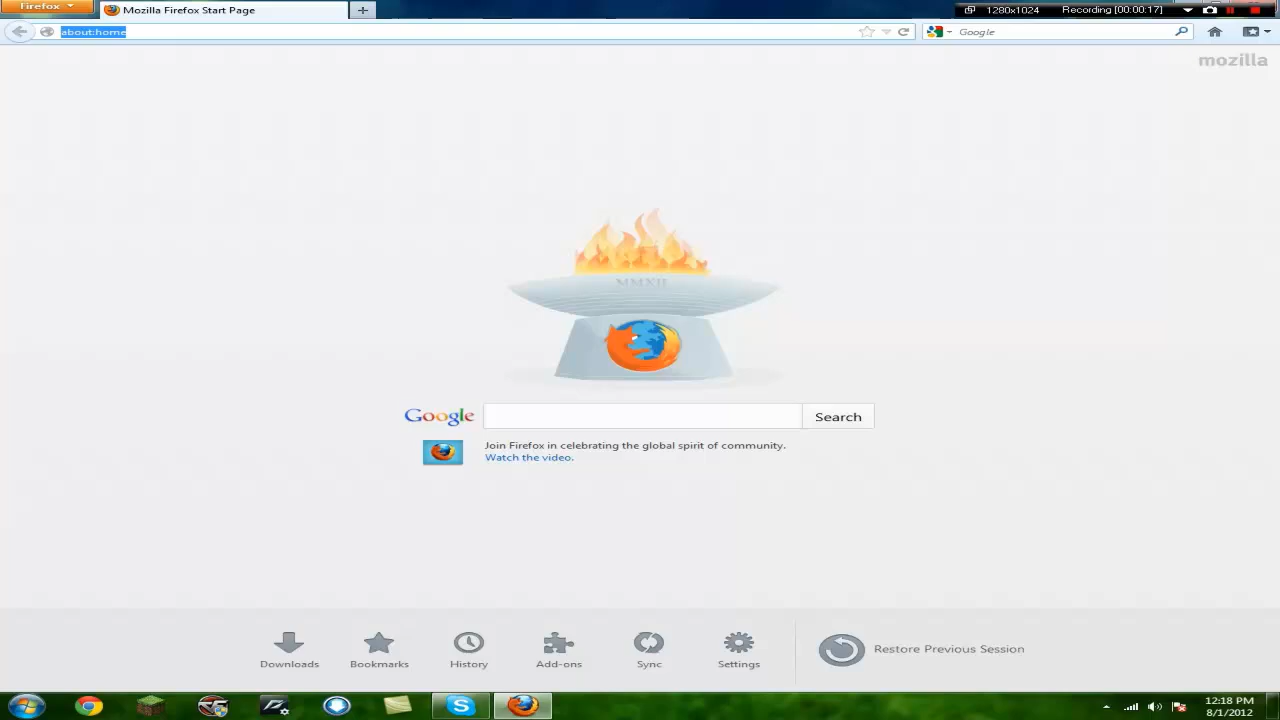 Firefox
Mozilla Firefox Start Page
1280x1024
Recording [00:00:17]
about:home
Google
mozilla
MMXII
Google
Search
Join Firefox in celebrating the global spirit of community.
Watch the video.
Downloads
Bookmarks
History
Add-ons
Sync
Settings
Restore Previous Session
12:18 PM
8/1/2012